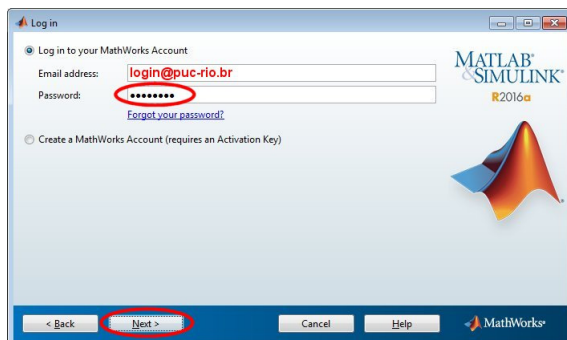 Log in
Log in to your MathWorks Account
Email address: login@puc-rio.br
Password: ••••••••
Forgot your password?
Create a MathWorks Account (requires an Activation Key)
MATLAB®
&SIMULINK®
R2016a
< Back Next > Cancel Help MathWorks®